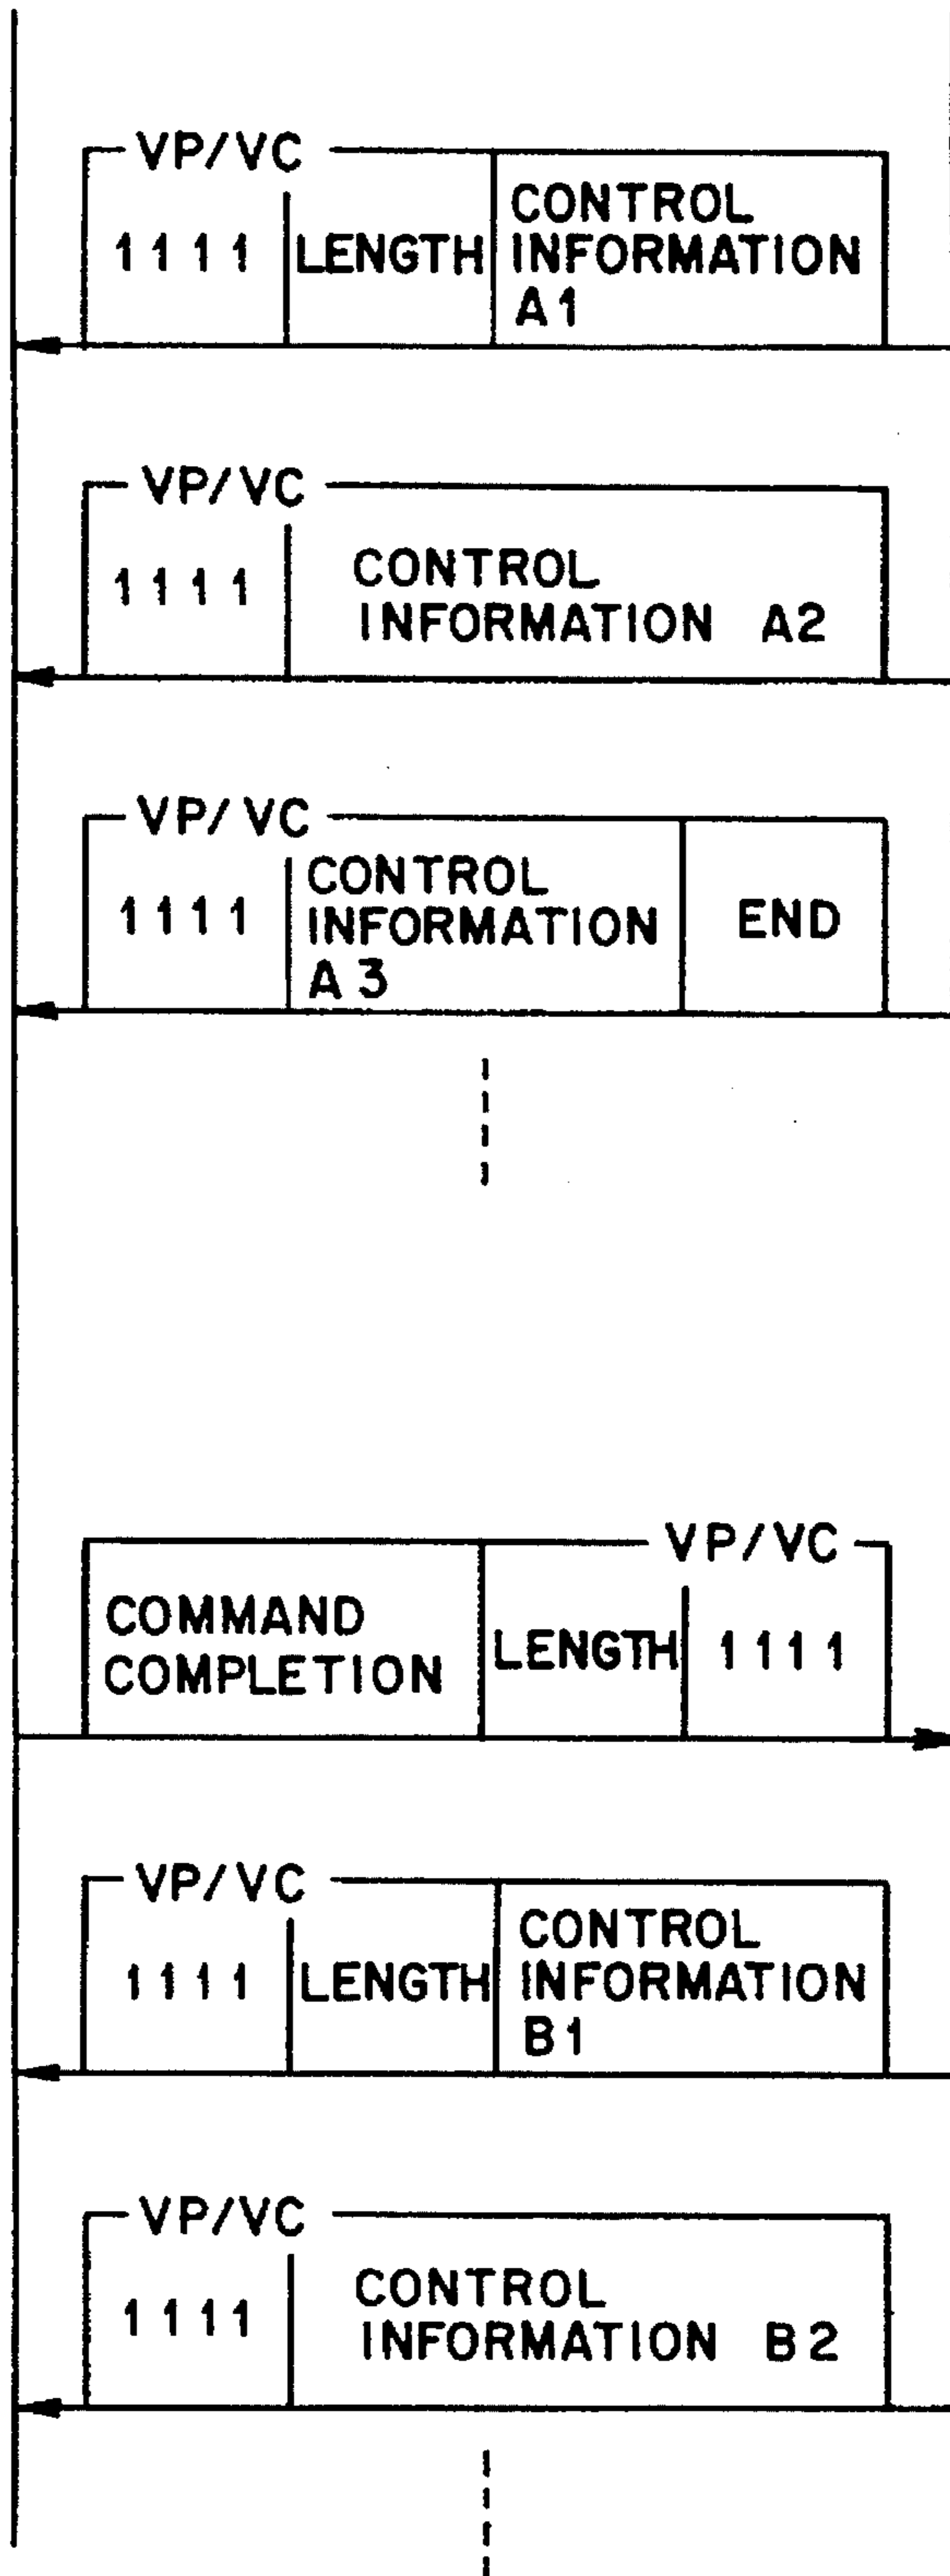 VP/VC
1111 LENGTH CONTROL
INFORMATION
A1
VP/VC
1111 CONTROL
INFORMATION A2
VP/VC
1111 CONTROL
INFORMATION
A3
END
VP/VC
COMMAND
COMPLETION
LENGTH 1111
VP/VC
1111 LENGTH CONTROL
INFORMATION
B1
VP/VC
1111 CONTROL
INFORMATION B2